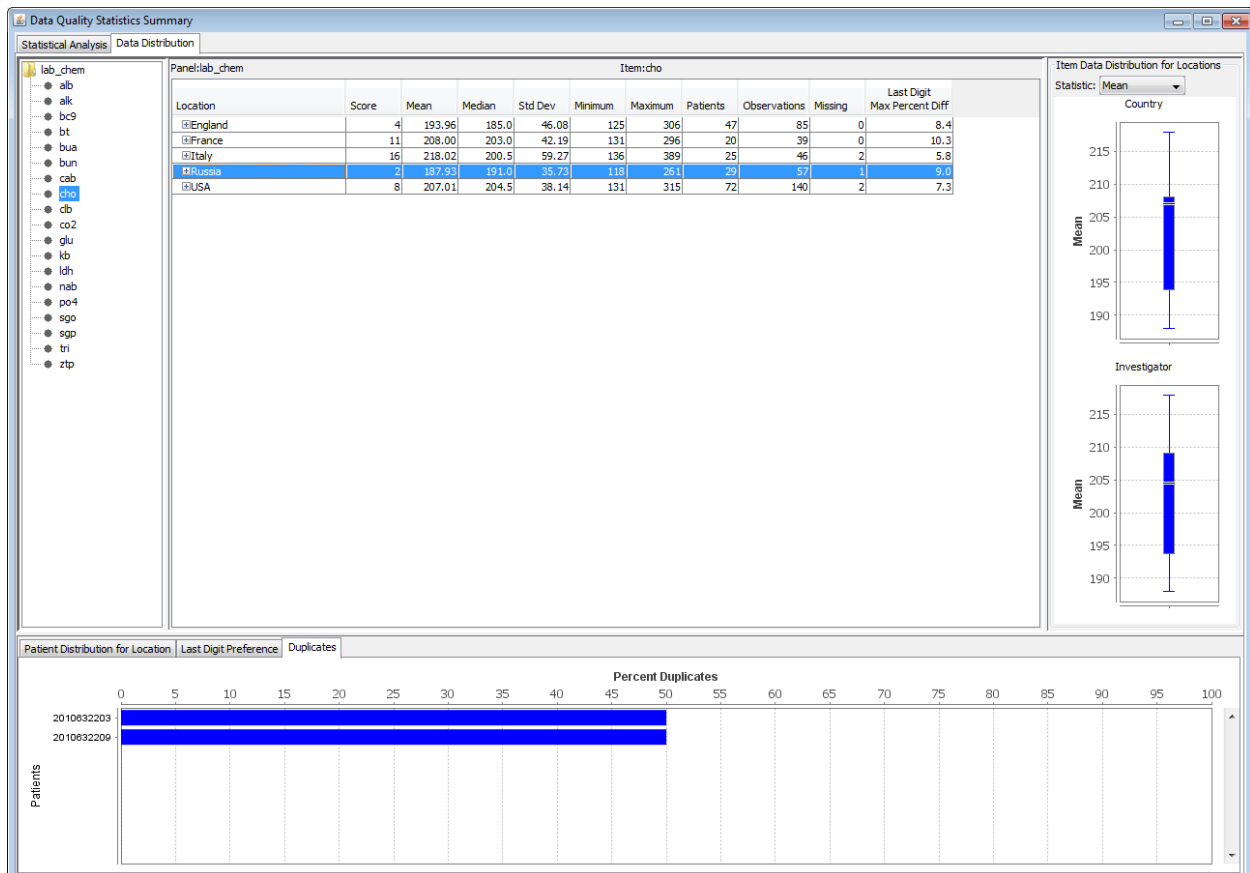 Data Quality Statistics Summary
Statistical Analysis Data Distribution
lab_chem
alb
alk
bc9
bt
bua
bun
cab
cho
clb
co2
glu
kb
ldh
nab
po4
sgo
sgp
tri
ztp
Panel:lab_chem Item:cho
Last Digit
Location Score Mean Median Std Dev Minimum Maximum Patients Observations Missing Max Percent Diff
England 4 193.96 185.0 46.08 125 306 47 85 0 8.4
France 11 208.00 203.0 42.19 131 296 20 39 0 10.3
Italy 16 218.02 200.5 59.27 136 389 25 46 2 5.8
Russia 2 187.93 191.0 35.73 118 261 29 57 1 9.0
USA 8 207.01 204.5 38.14 131 315 72 140 2 7.3
Item Data Distribution for Locations
Statistic: Mean
Country
215
210
205
200
195
190
Mean
Investigator
215
210
205
200
195
190
Mean
Patient Distribution for Location Last Digit Preference Duplicates
Percent Duplicates
0 5 10 15 20 25 30 35 40 45 50 55 60 65 70 75 80 85 90 95 100
2010632203
2010632209
Patients